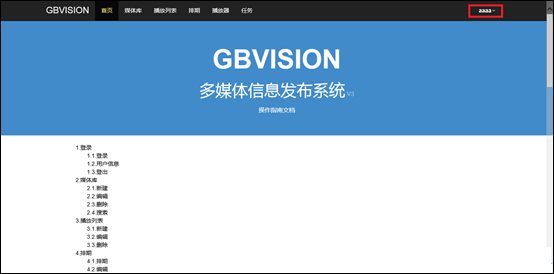 GBVISION 首页 媒体库 播放列表 排期 播放器 任务 aaaa
GBVISION
多媒体信息发布系统 V3
操作指南文档
1.登录
1.1.登录
1.2.用户信息
1.3.登出
2.媒体库
2.1.新建
2.2.编辑
2.3.删除
2.4.搜索
3.播放列表
3.1.新建
3.2.编辑
3.3.删除
4.排期
4.1.排期
4.2.编辑